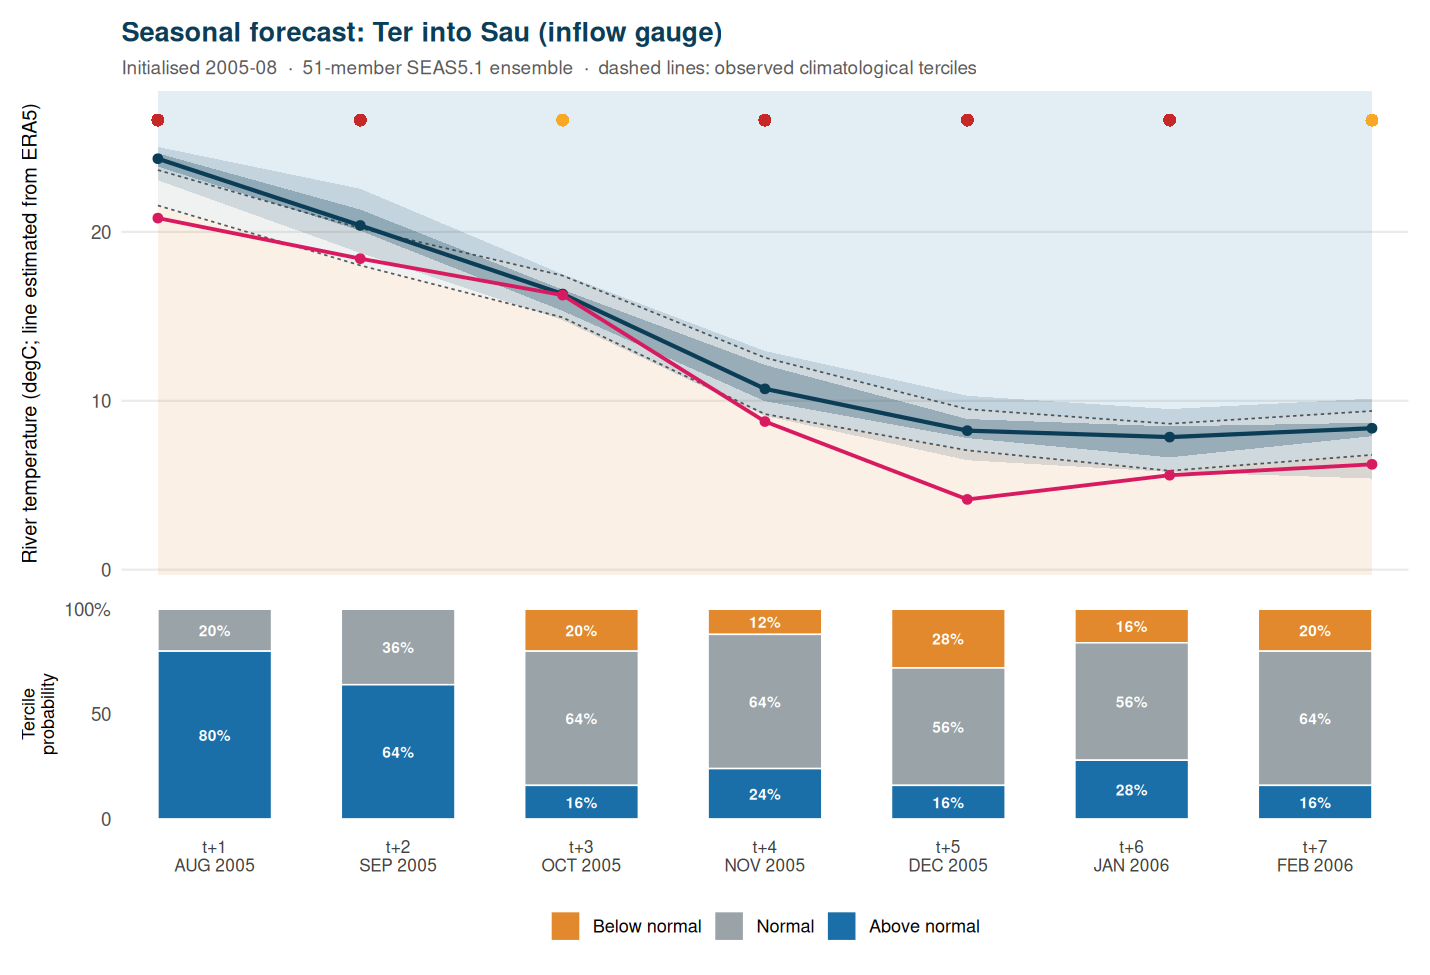 Seasonal forecast: Ter into Sau (inflow gauge)
Initialised 2005-08 · 51-member SEAS5.1 ensemble · dashed lines: observed climatological terciles
River temperature (degC; line estimated from ERA5)
20
10
0
Tercile
probability
100%
50
0
20%
80%
36%
64%
20%
64%
16%
12%
64%
24%
28%
56%
16%
16%
56%
28%
20%
64%
16%
t+1
AUG 2005
t+2
SEP 2005
t+3
OCT 2005
t+4
NOV 2005
t+5
DEC 2005
t+6
JAN 2006
t+7
FEB 2006
Below normal
Normal
Above normal